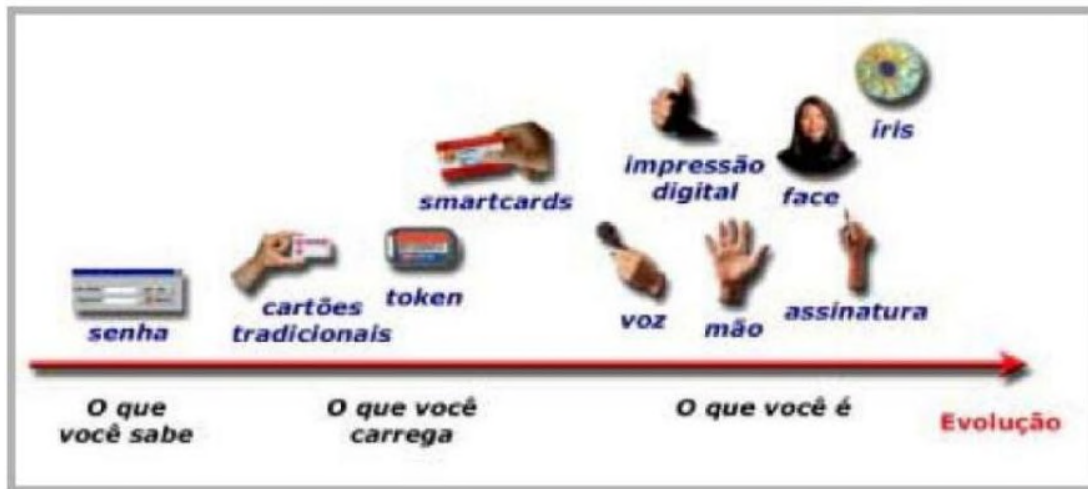 íris
impressão
digital
face
smartcards
senha
cartões
tradicionais
token
voz
mão
assinatura
O que
você sabe
O que você
carrega
O que você é
Evolução